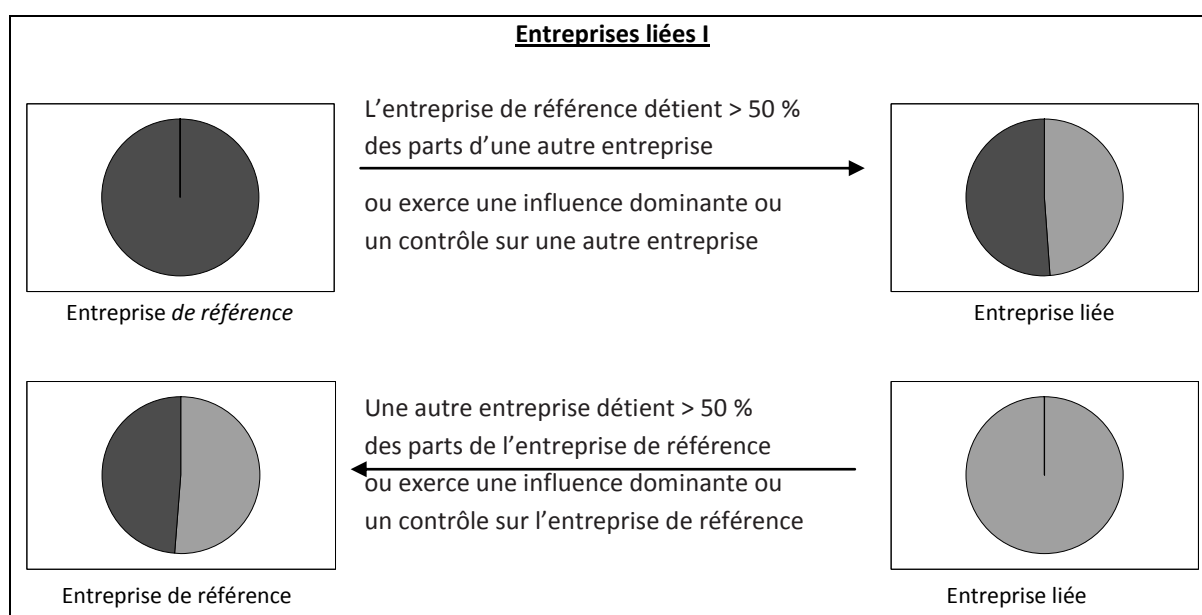 Entreprises liées I
L’entreprise de référence détient > 50 %
des parts d’une autre entreprise
ou exerce une influence dominante ou
un contrôle sur une autre entreprise
Entreprise de référence
Entreprise liée
Une autre entreprise détient > 50 %
des parts de l’entreprise de référence
ou exerce une influence dominante ou
un contrôle sur l’entreprise de référence
Entreprise de référence
Entreprise liée